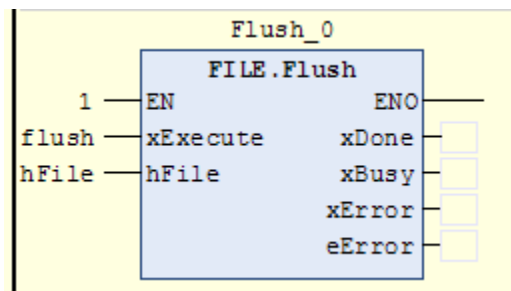 Flush_0
FILE.Flush
1 EN ENO
flush xExecute xDone
hFile hFile xBusy
xError
eError